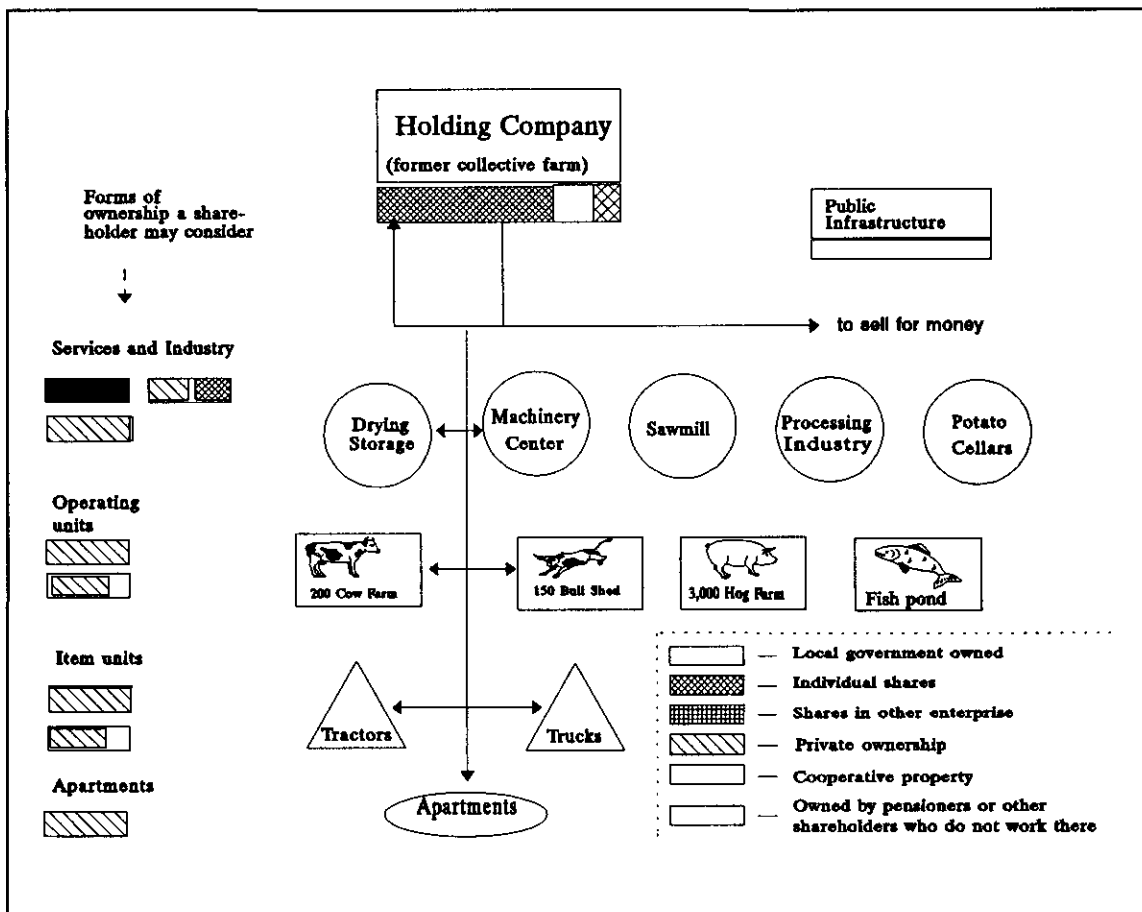 Holding Company
(former collective farm)
Forms of
ownership a share-
holder may consider
Public
Infrastructure
to sell for money
Services and Industry
Drying
Storage
Machinery
Center
Sawmill
Processing
Industry
Potato
Cellars
Operating
units
200 Cow Farm
150 Bull Shed
3,000 Hog Farm
Fish pond
Item units
Tractors
Trucks
Apartments
Apartments
— Local government owned
— Individual shares
— Shares in other enterprise
— Private ownership
— Cooperative property
— Owned by pensioners or other
shareholders who do not work there